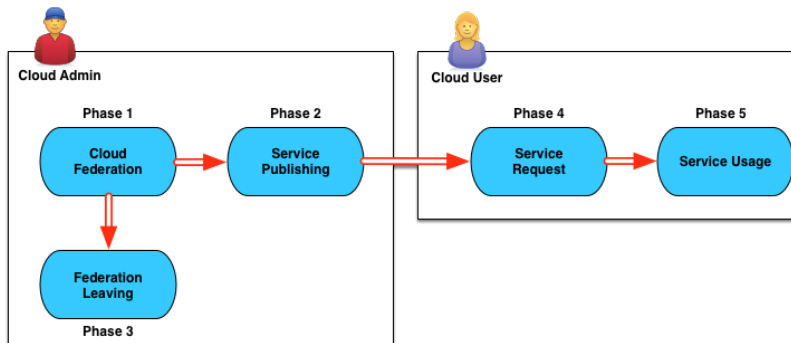 Cloud Admin
Cloud User
Phase 1
Phase 2
Phase 4
Phase 5
Cloud
Federation
Service
Publishing
Service
Request
Service Usage
Federation
Leaving
Phase 3